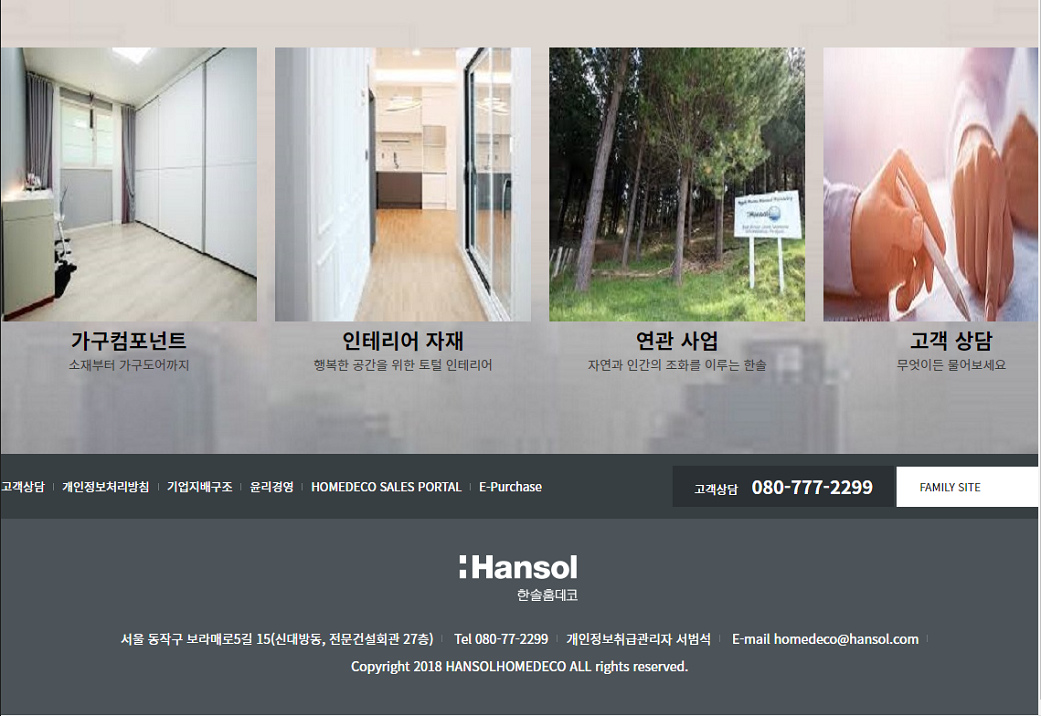 가구컴포넌트
소재부터 가구도어까지
인테리어 자재
행복한 공간을 위한 토털 인테리어
연관 사업
자연과 인간의 조화를 이루는 한솔
고객 상담
무엇이든 물어보세요
고객상담 | 개인정보처리방침 | 기업지배구조 | 윤리경영 | HOMEDECO SALES PORTAL | E-Purchase
고객상담 080-777-2299
FAMILY SITE
Hansol
한솔홈데코
서울 동작구 보라매로5길 15(신대방동, 전문건설회관 27층) | Tel 080-77-2299 | 개인정보취급관리자 서범석 | E-mail homedeco@hansol.com |
Copyright 2018 HANSOLHOMEDECO ALL rights reserved.